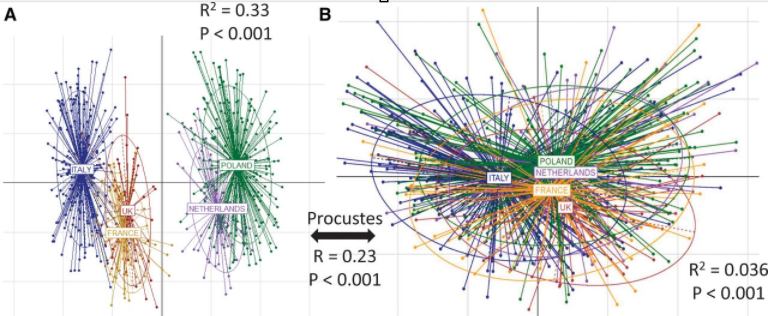 A
R² = 0.33
P < 0.001
ITALY
POLAND
UK
NETHERLANDS
FRANCE
Procustes
R = 0.23
P < 0.001
B
POLAND
NETHERLANDS
ITALY
FRANCE
UK
R² = 0.036
P < 0.001